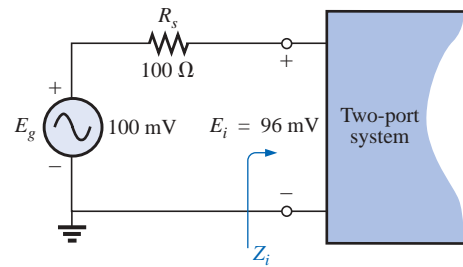 R_s
100 Ω
+
+
E_g
100 mV
E_i = 96 mV
Two-port
system
−
−
Z_i